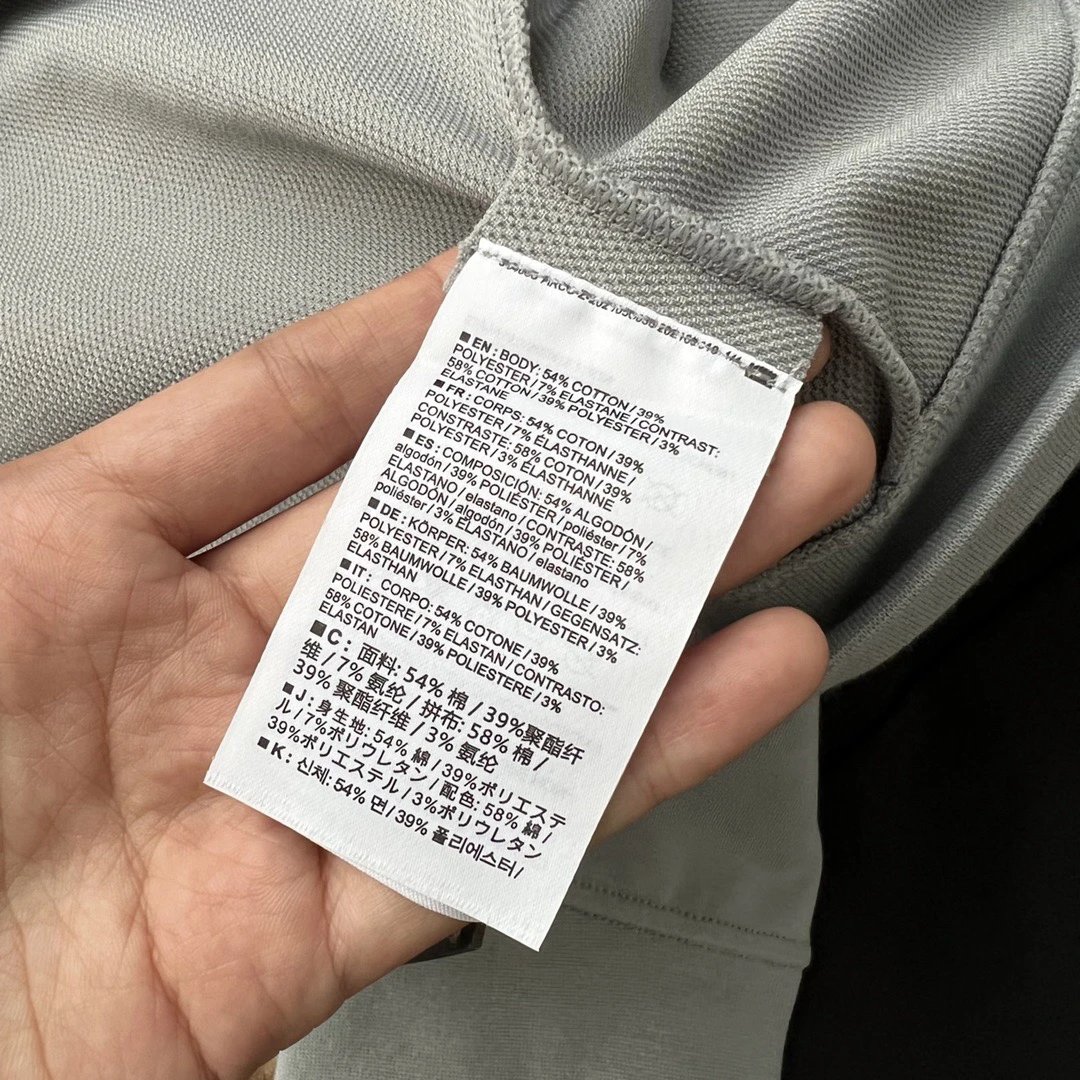 ■ EN : BODY: 54% COTTON / 39%
POLYESTER / 7% ELASTANE / CONTRAST:
58% COTTON / 39% POLYESTER / 3%
ELASTANE
■ FR : CORPS: 54% COTON / 39%
POLYESTER / 7% ÉLASTHANNE /
CONSTRASTE: 58% COTON / 39%
POLYESTER / 3% ÉLASTHANNE
■ ES : COMPOSICIÓN: 54% ALGODÓN /
algodón / 39% POLIÉSTER / poliéster / 7%
ELASTANO / elastano / CONTRASTE: 58%
ALGODÓN / algodón / 39% POLIÉSTER /
poliéster / 3% ELASTANO / elastano
■ DE : KÖRPER: 54% BAUMWOLLE / 39%
POLYESTER / 7% ELASTHAN / GEGENSATZ:
58% BAUMWOLLE / 39% POLYESTER / 3%
ELASTHAN
■ IT : CORPO: 54% COTONE / 39%
POLIESTERE / 7% ELASTAN / CONTRASTO:
58% COTONE / 39% POLIESTERE / 3%
ELASTAN
■ C : 面料: 54% 棉 / 39%聚酯纤
维 / 7% 氨纶 / 拼布: 58% 棉 /
39% 聚酯纤维 / 3% 氨纶
■ J : 身生地: 54% 綿 / 39%ポリエステ
ル / 7%ポリウレタン / 配色: 58% 綿 /
39%ポリエステル / 3%ポリウレタン
■ K : 신체: 54% 면 / 39% 폴리에스터 /